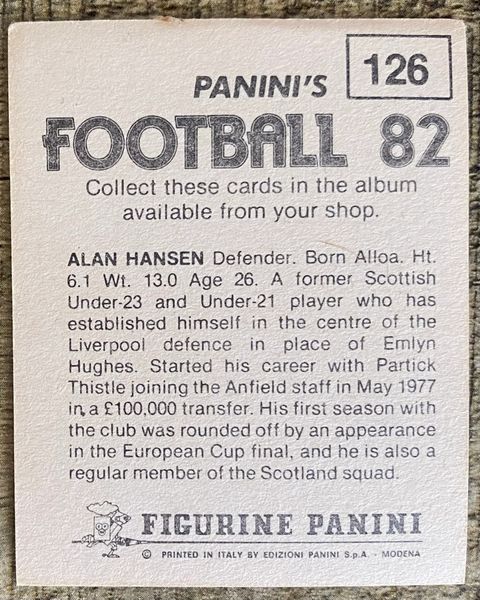 126
PANINI'S
FOOTBALL 82
Collect these cards in the album
available from your shop.
ALAN HANSEN Defender. Born Alloa. Ht.
6.1 Wt. 13.0 Age 26. A former Scottish
Under-23 and Under-21 player who has
established himself in the centre of the
Liverpool defence in place of Emlyn
Hughes. Started his career with Partick
Thistle joining the Anfield staff in May 1977
in, a £100,000 transfer. His first season with
the club was rounded off by an appearance
in the European Cup final, and he is also a
regular member of the Scotland squad.
FIGURINE PANINI
© PRINTED IN ITALY BY EDIZIONI PANINI S.p.A. - MODENA